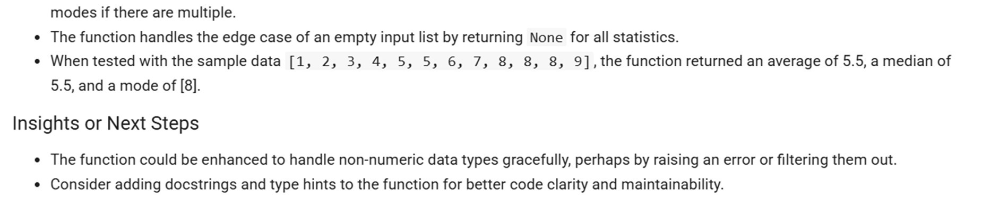 modes if there are multiple.
• The function handles the edge case of an empty input list by returning None for all statistics.
• When tested with the sample data [1, 2, 3, 4, 5, 5, 6, 7, 8, 8, 8, 9], the function returned an average of 5.5, a median of
5.5, and a mode of [8].
Insights or Next Steps
• The function could be enhanced to handle non-numeric data types gracefully, perhaps by raising an error or filtering them out.
• Consider adding docstrings and type hints to the function for better code clarity and maintainability.